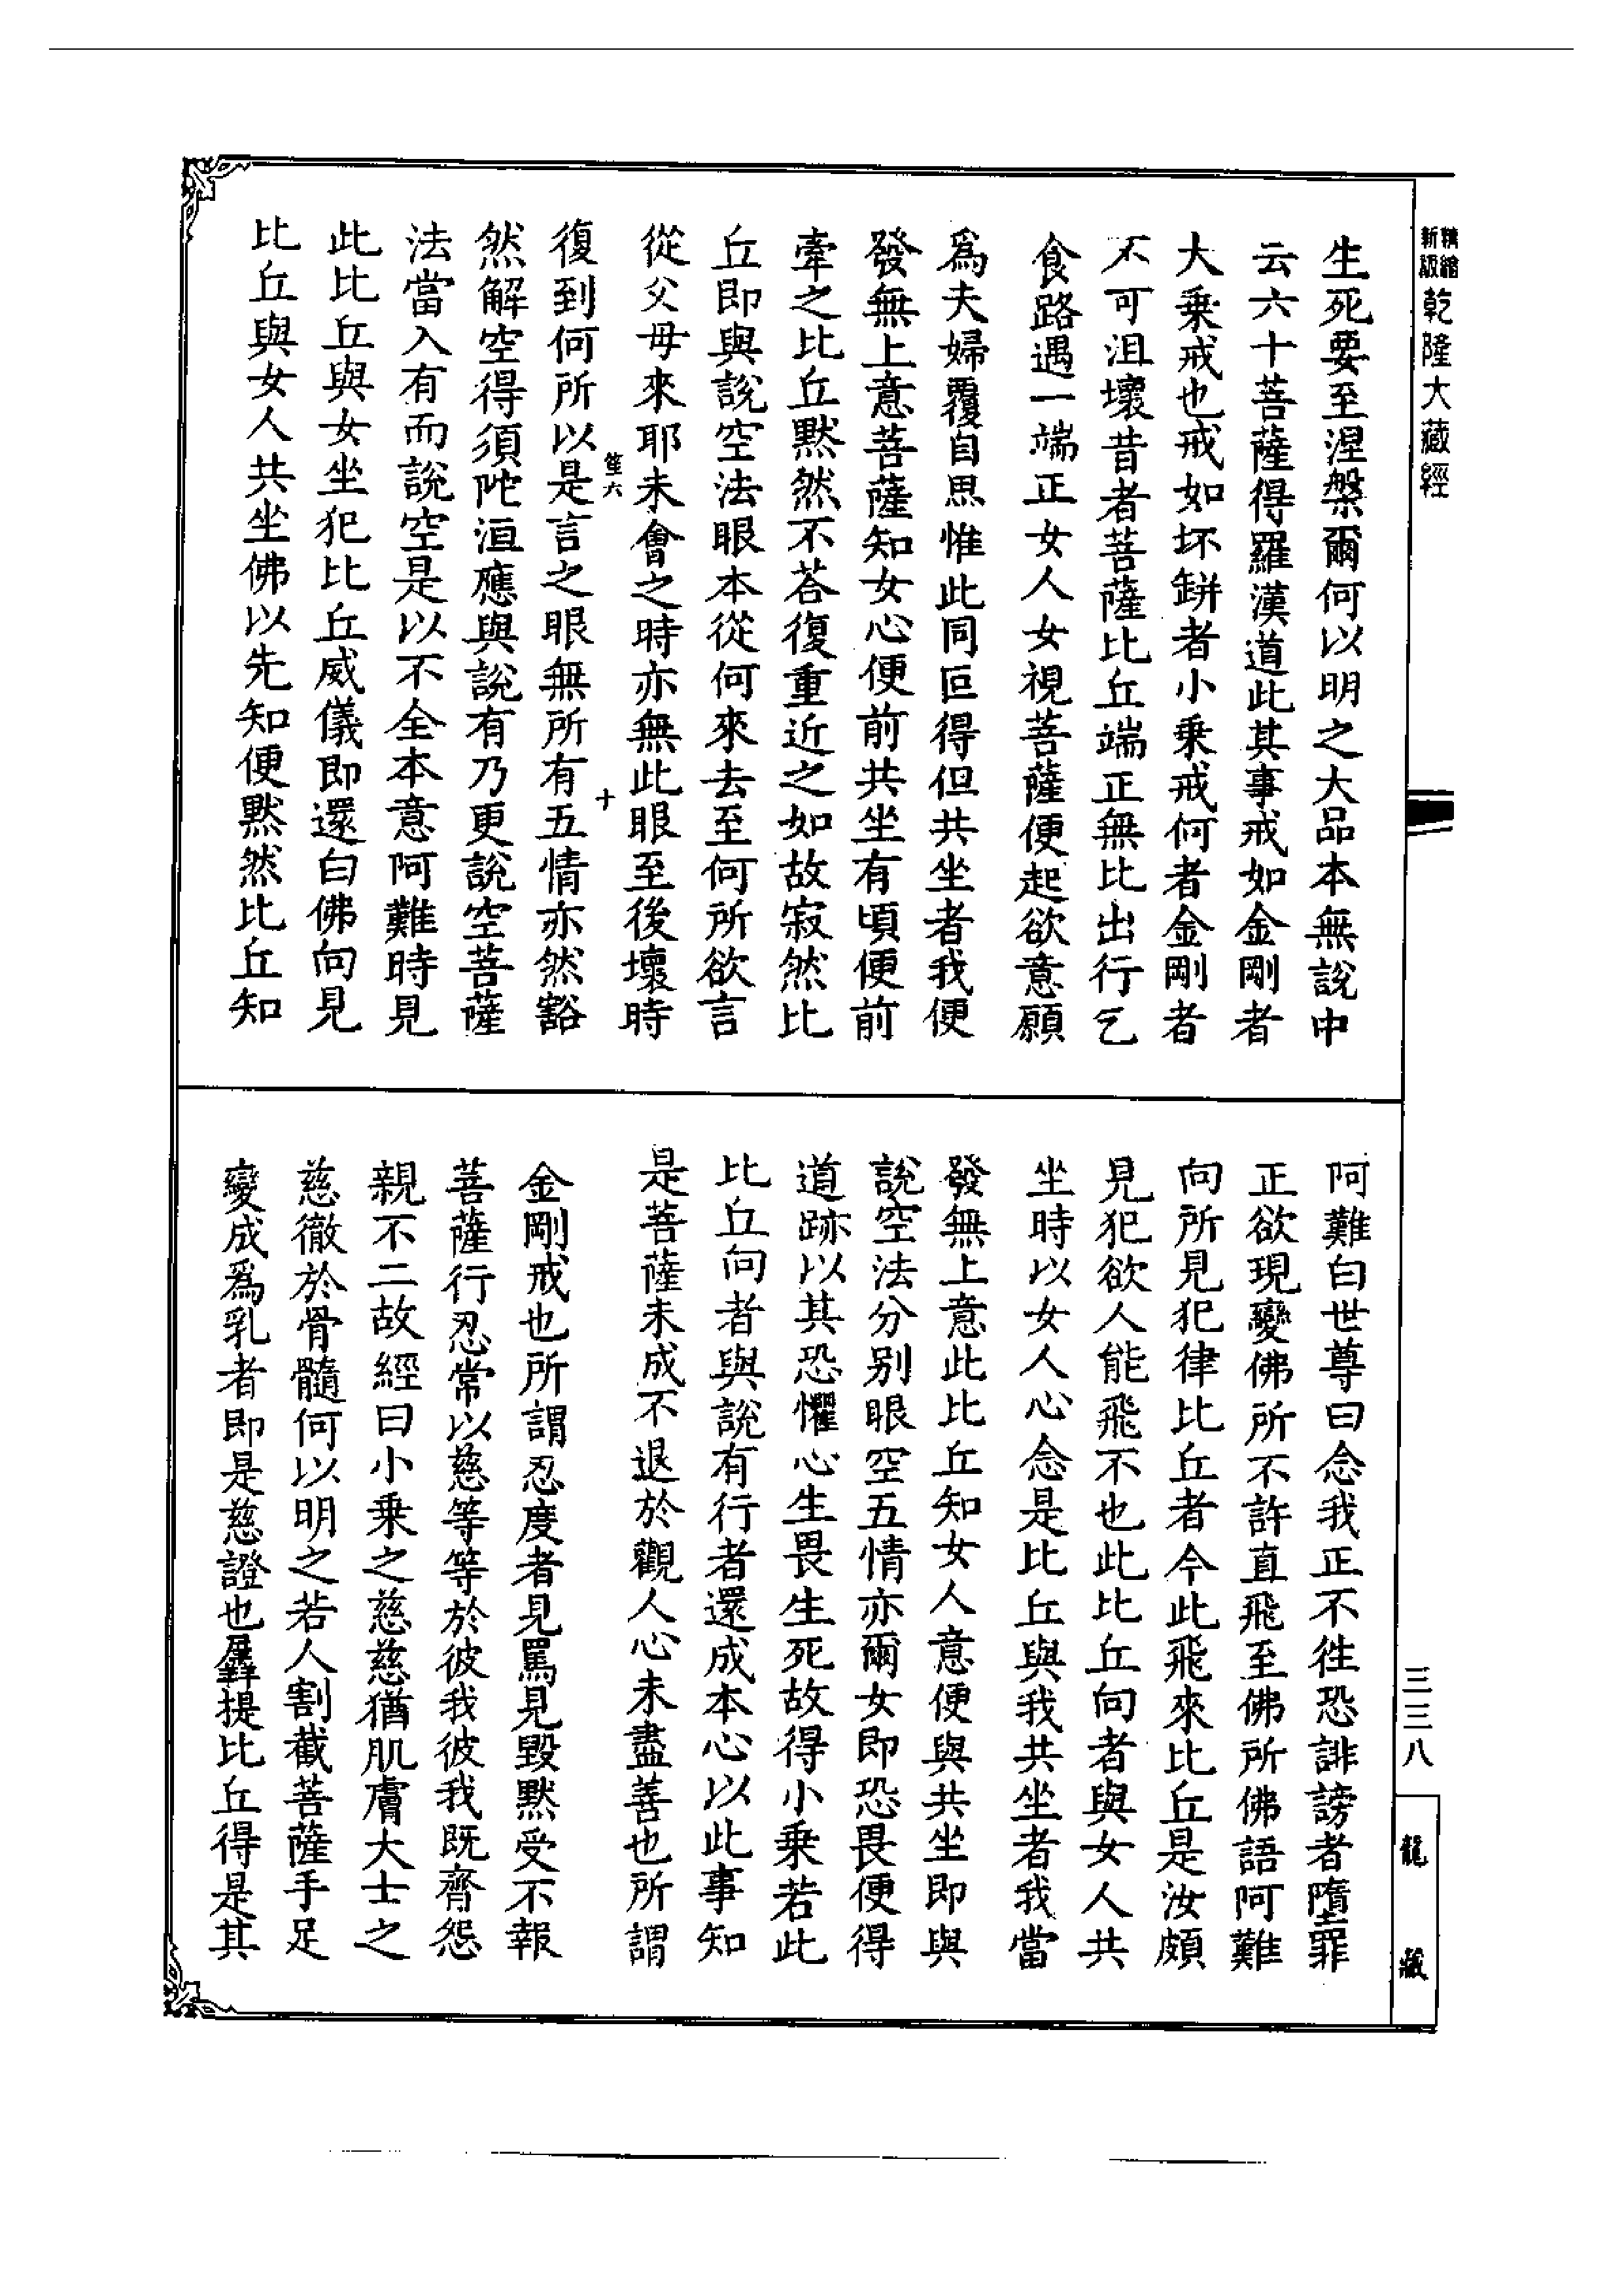 精縮
新版
乾隆大藏經
生死要至涅槃爾何以明之大品本無說中
云六十菩薩得羅漢道此其事戒如金剛者
大乗戒也戒如坏缾者小乗戒何者金剛者
不可沮壞昔者菩薩比丘端正無比出行乞
食路遇一端正女人女視菩薩便起欲意願
爲夫婦覆自思惟此同叵得但共坐者我便
發無上意菩薩知女心便前共坐有頃便前
牽之比丘黙然不荅復重近之如故寂然比
丘即與說空法眼本從何來去至何所欲言
從父母來耶未會之時亦無此眼至後壞時
笙六
十
復到何所以是言之眼無所有五情亦然豁
然解空得須陀洹應與說有乃更說空菩薩
法當入有而說空是以不全本意阿難時見
此比丘與女坐犯比丘威儀即還白佛向見
比丘與女人共坐佛以先知便黙然比丘知
阿難白世尊曰念我正不徃恐誹謗者墮罪
正欲現變佛所不許直飛至佛所佛語阿難
向所見犯律比丘者今此飛來比丘是汝頗
見犯欲人能飛不也此比丘向者與女人共
坐時以女人心念是比丘與我共坐者我當
發無上意此比丘知女人意便與共坐即與
說空法分别眼空五情亦爾女即恐畏便得
道跡以其恐懼心生畏生死故得小乗若此
比丘向者與說有行者還成本心以此事知
是菩薩未成不退於觀人心未盡善也所謂
金剛戒也所謂忍度者見罵見毀黙受不報
菩薩行忍常以慈等等於彼我彼我既齊怨
親不二故經曰小乗之慈慈猶肌膚大士之
慈徹於骨髓何以明之若人割截菩薩手足
變成爲乳者即是慈證也羼提比丘得是其
三三八
龍藏